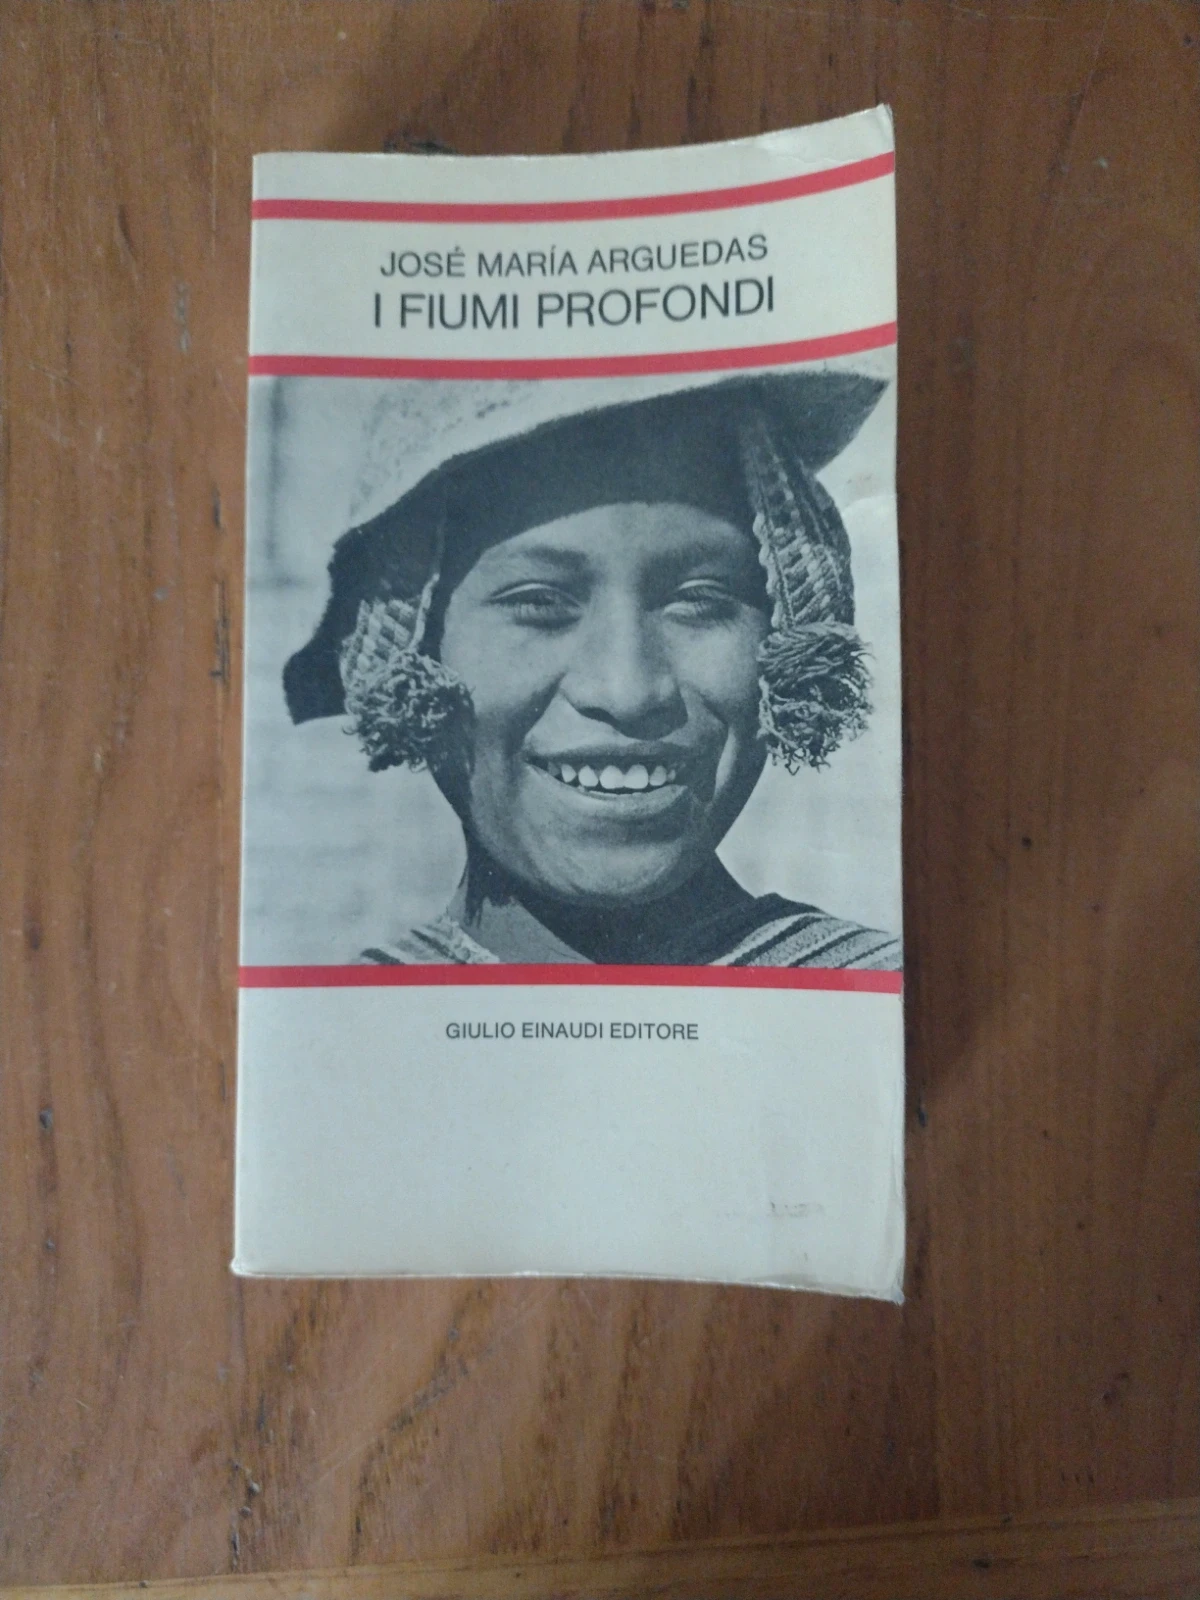 JOSÉ MARÍA ARGUEDAS
I FIUMI PROFONDI
GIULIO EINAUDI EDITORE